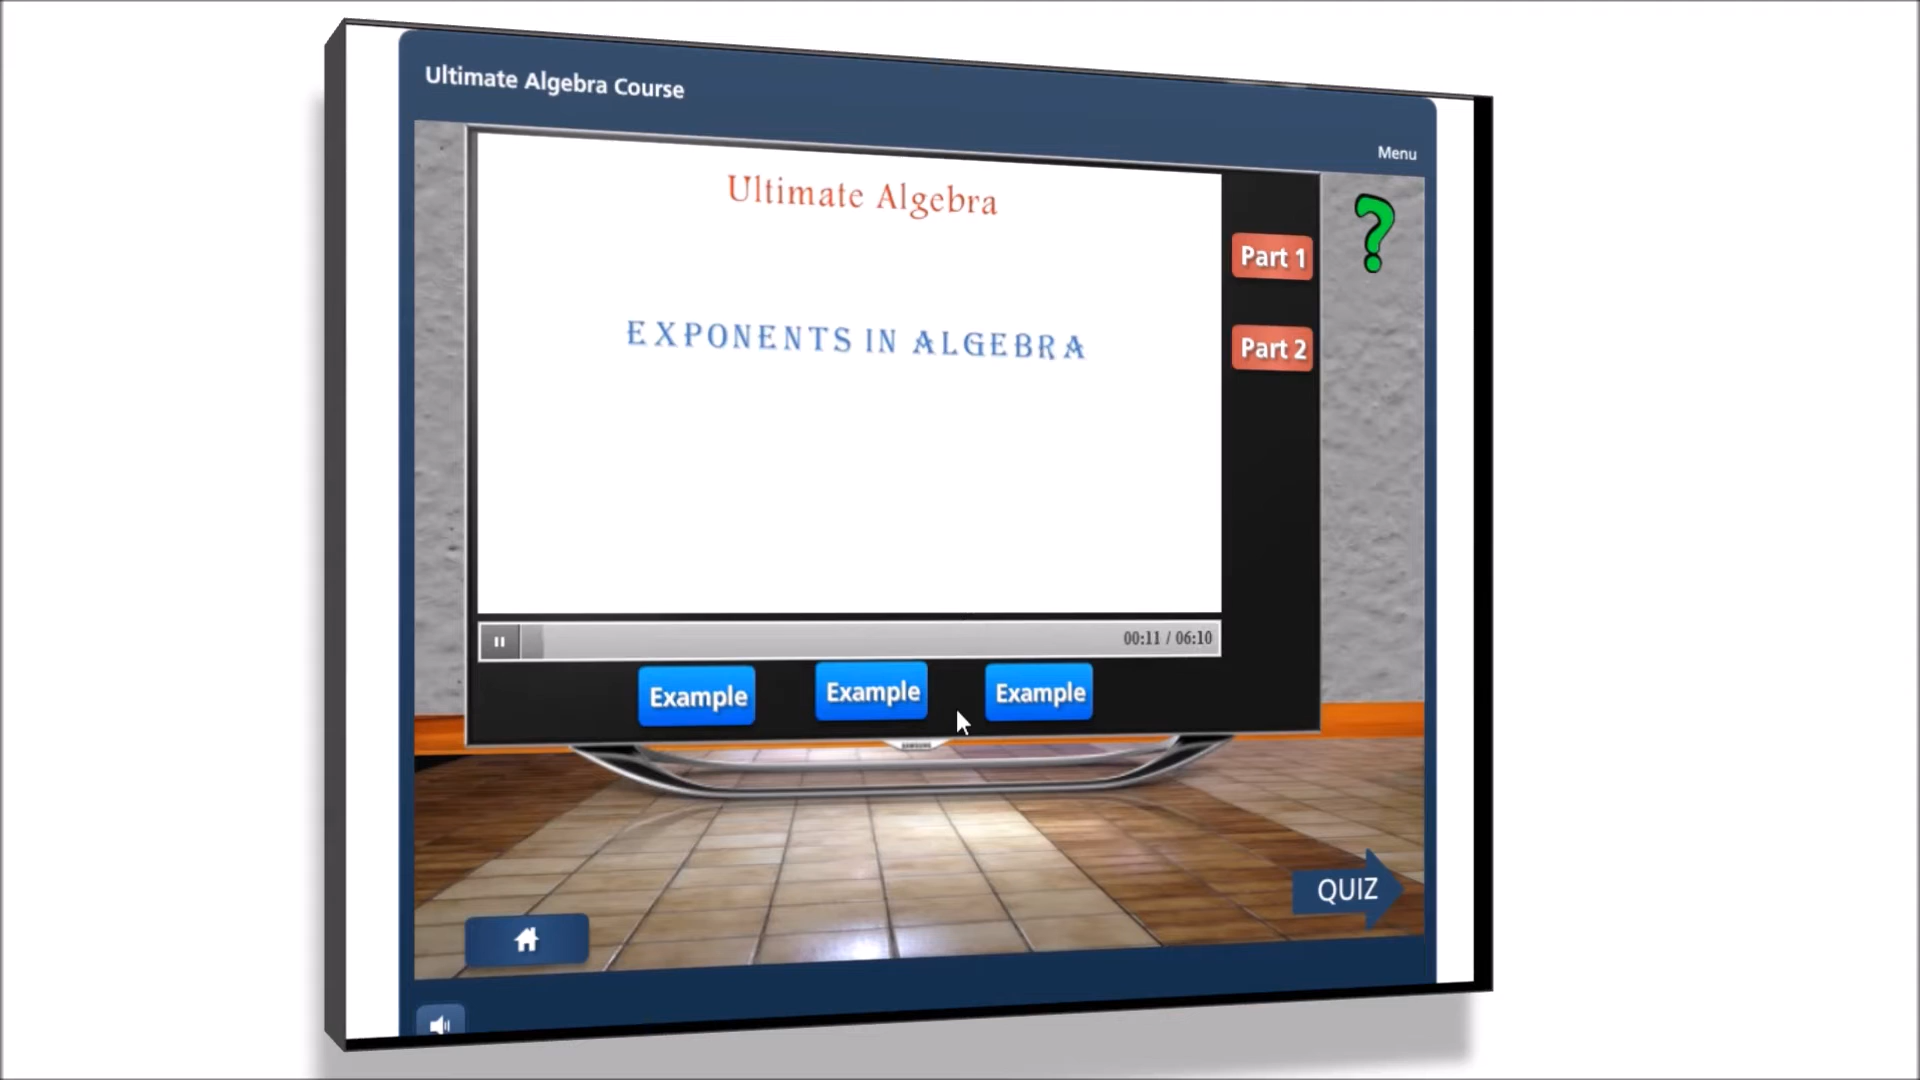 Ultimate Algebra Course
Menu
Ultimate Algebra
EXPONENTS IN ALGEBRA
Part 1
Part 2
00:11 / 06:10
Example
Example
Example
SAMSUNG
QUIZ